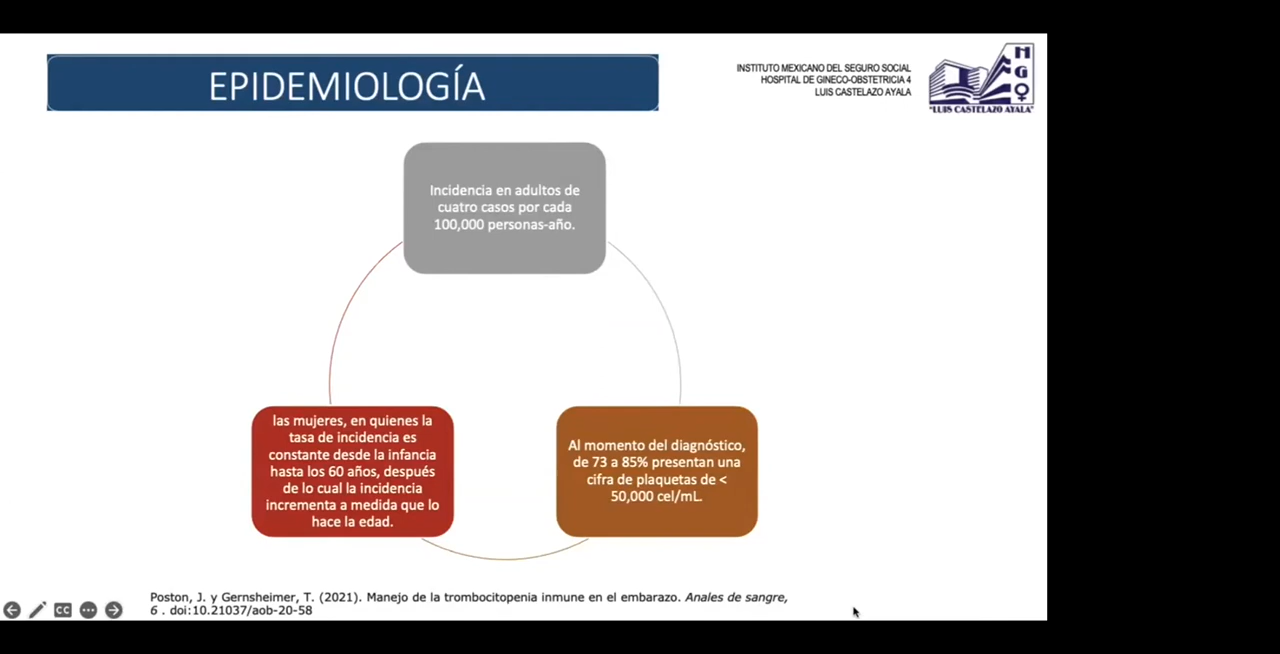 EPIDEMIOLOGÍA
INSTITUTO MEXICANO DEL SEGURO SOCIAL
HOSPITAL DE GINECO-OBSTETRICIA 4
LUIS CASTELAZO AYALA
H
G
O
"LUIS CASTELAZO AYALA"
Incidencia en adultos de
cuatro casos por cada
100,000 personas-año.
las mujeres, en quienes la
tasa de incidencia es
constante desde la infancia
hasta los 60 años, después
de lo cual la incidencia
incrementa a medida que lo
hace la edad.
Al momento del diagnóstico,
de 73 a 85% presentan una
cifra de plaquetas de <
50,000 cel/mL.
Poston, J. y Gernsheimer, T. (2021). Manejo de la trombocitopenia inmune en el embarazo. Anales de sangre,
6 . doi:10.21037/aob-20-58
CC